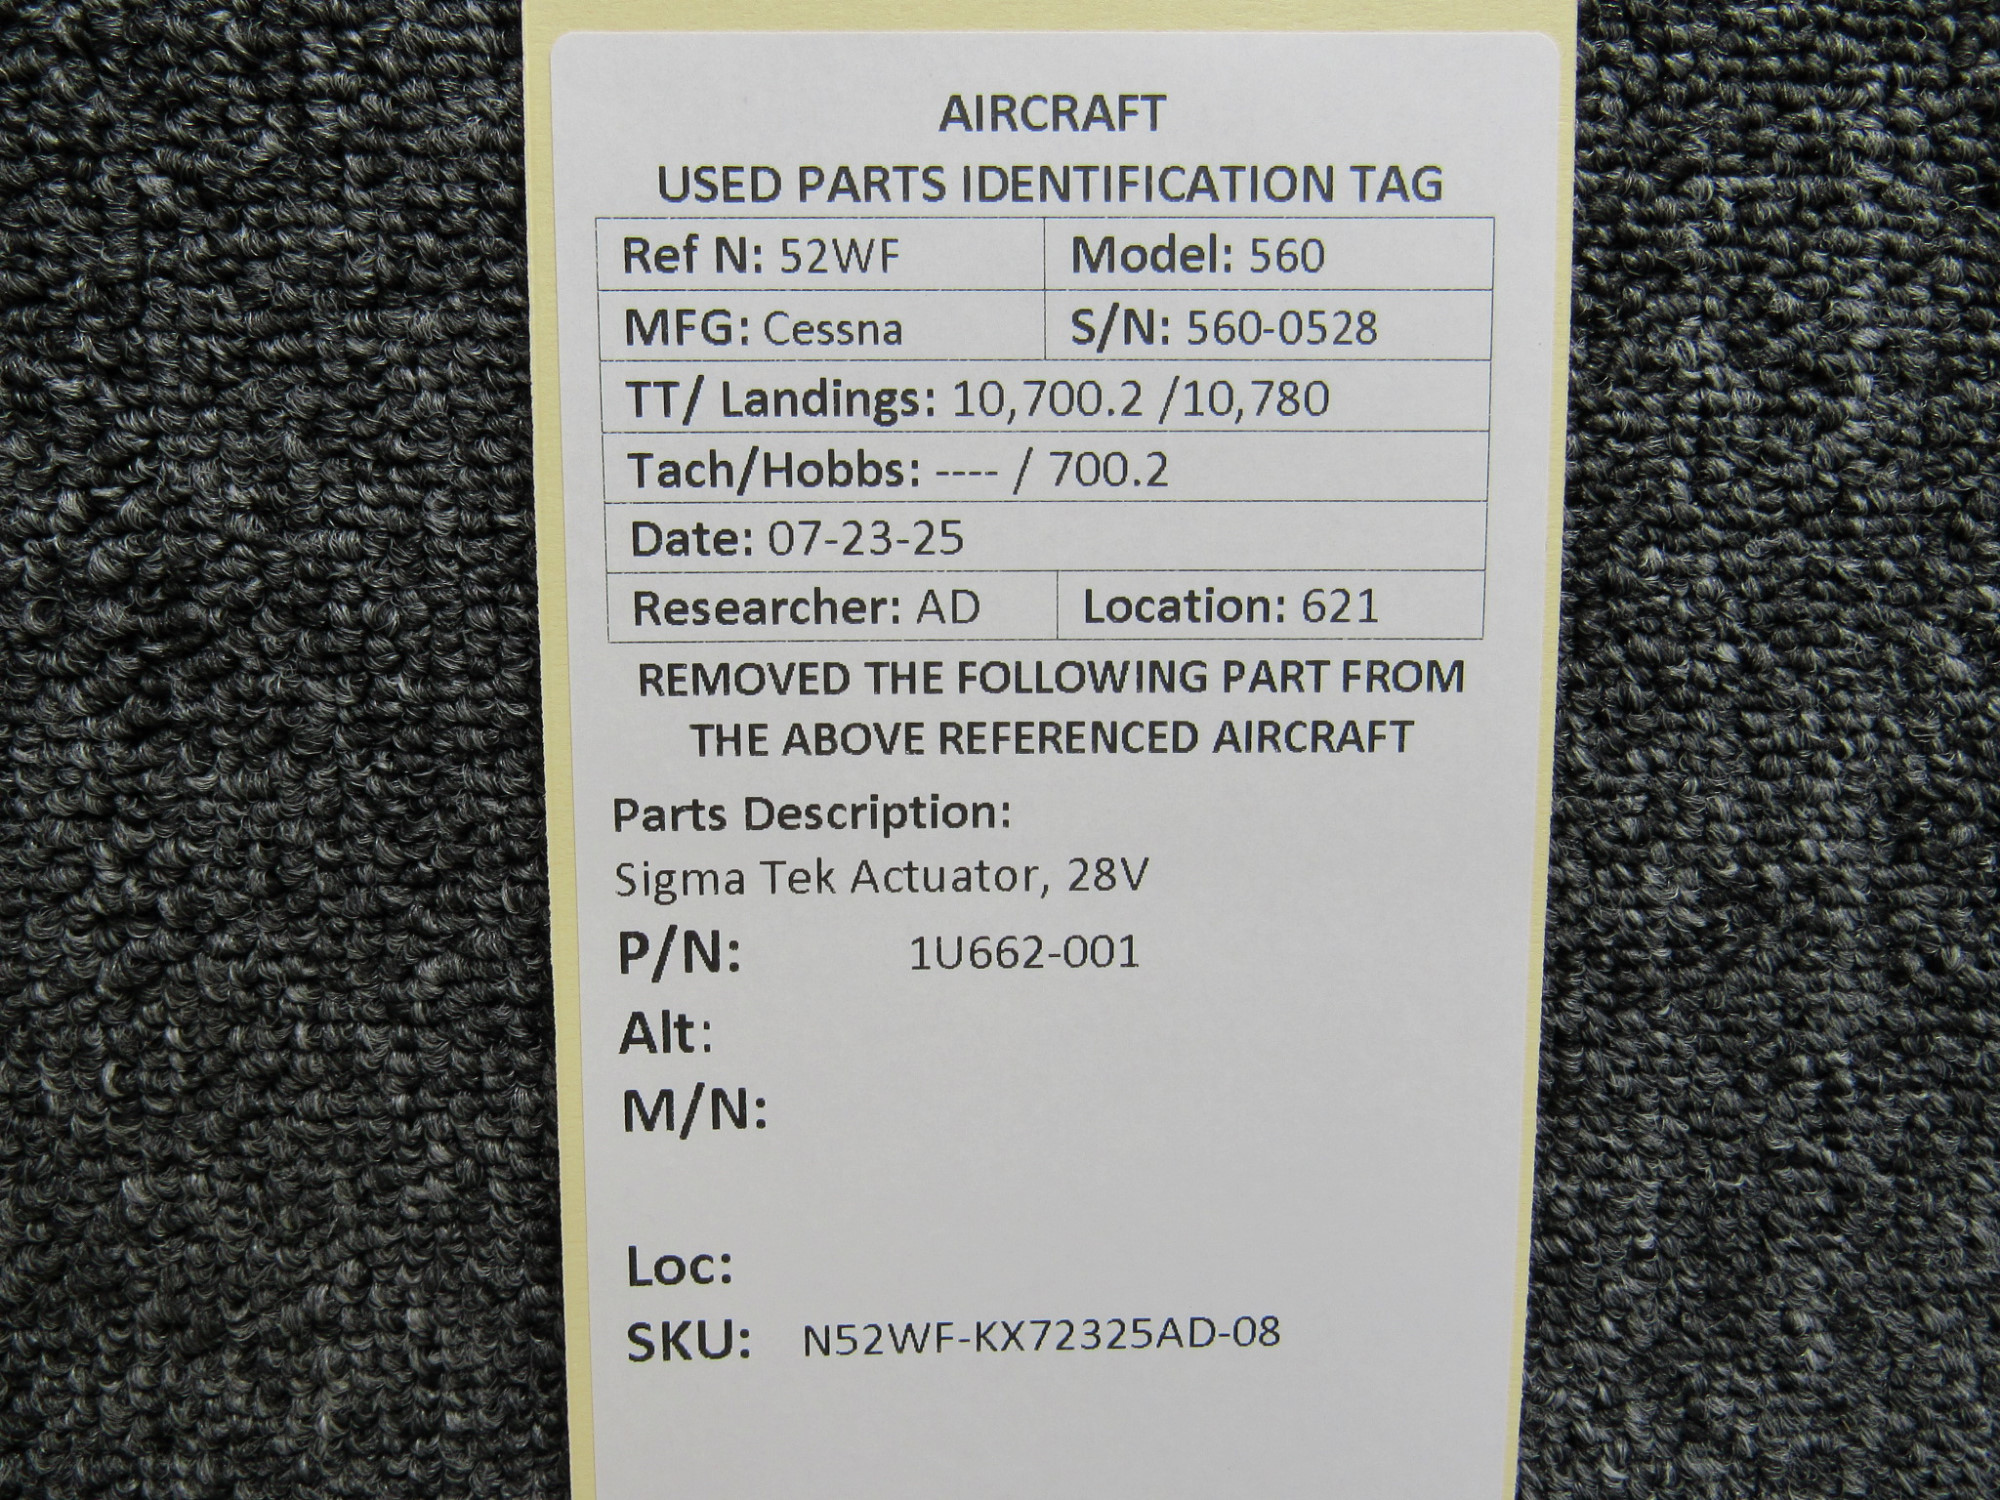 AIRCRAFT
USED PARTS IDENTIFICATION TAG
Ref N: 52WF Model: 560
MFG: Cessna S/N: 560-0528
TT/ Landings: 10,700.2 /10,780
Tach/Hobbs: ---- / 700.2
Date: 07-23-25
Researcher: AD Location: 621
REMOVED THE FOLLOWING PART FROM
THE ABOVE REFERENCED AIRCRAFT
Parts Description:
Sigma Tek Actuator, 28V
P/N: 1U662-001
Alt:
M/N:
Loc:
SKU: N52WF-KX72325AD-08